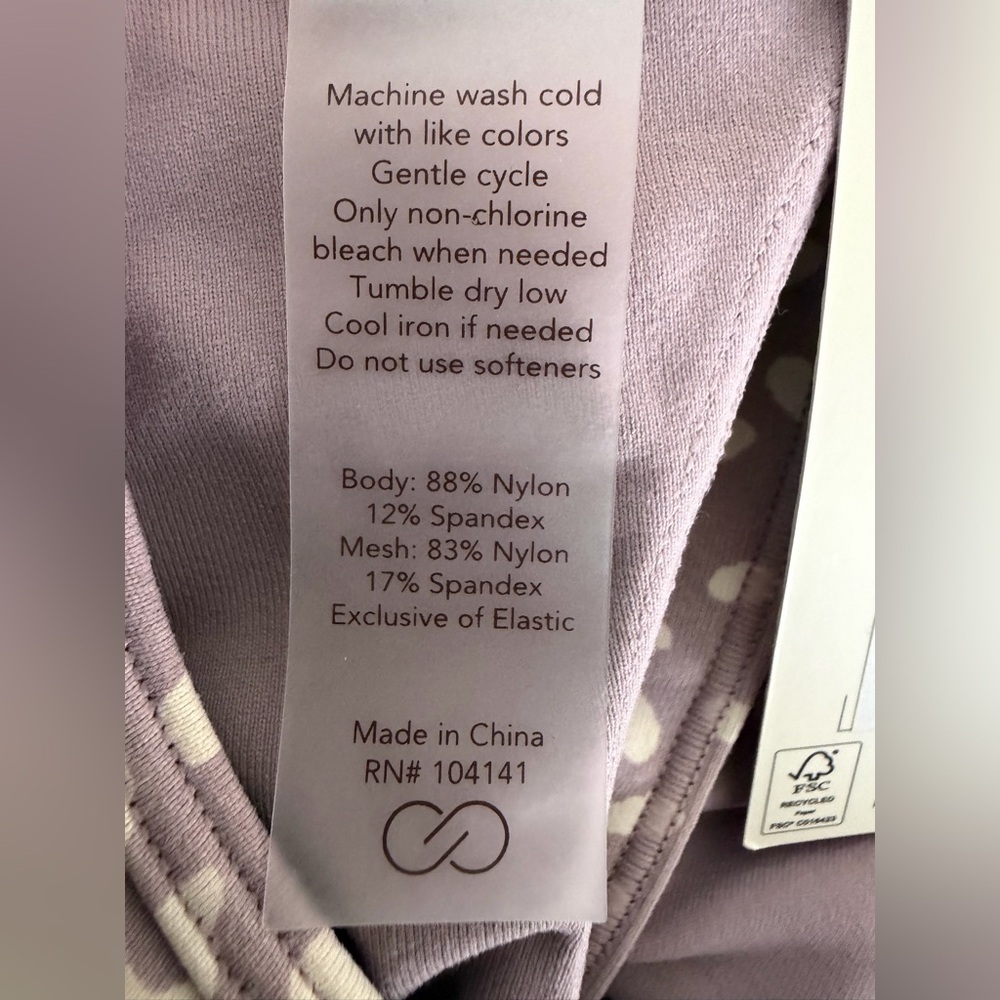 Machine wash cold
with like colors
Gentle cycle
Only non-chlorine
bleach when needed
Tumble dry low
Cool iron if needed
Do not use softeners
Body: 88% Nylon
12% Spandex
Mesh: 83% Nylon
17% Spandex
Exclusive of Elastic
Made in China
RN# 104141
FSC
RECYCLED
Paper